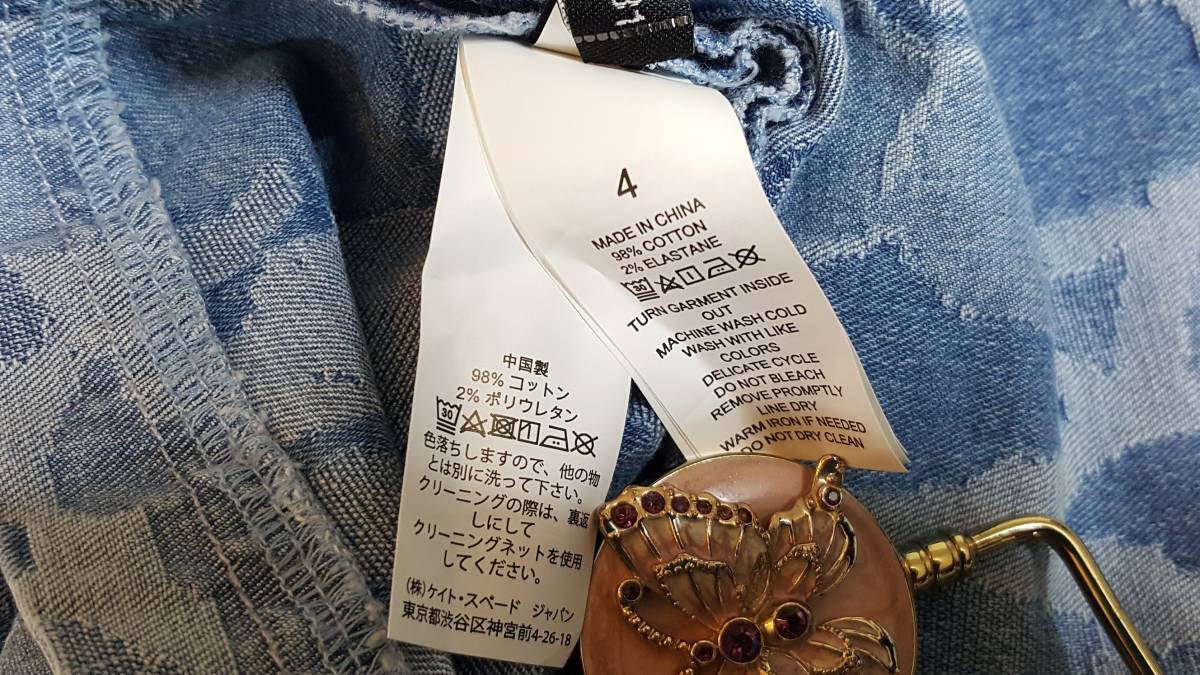 中国製
98% コットン
2% ポリウレタン
30
色落ちしますので、他の物
とは別に洗って下さい。
クリーニングの際は、裏返
しにして
クリーニングネットを使用
してください。
(株)ケイト・スペード ジャパン
東京都渋谷区神宮前4-26-18
4
MADE IN CHINA
98% COTTON
2% ELASTANE
30
TURN GARMENT INSIDE
OUT
MACHINE WASH COLD
WASH WITH LIKE
COLORS
DELICATE CYCLE
DO NOT BLEACH
REMOVE PROMPTLY
LINE DRY
WARM IRON IF NEEDED
DO NOT DRY CLEAN